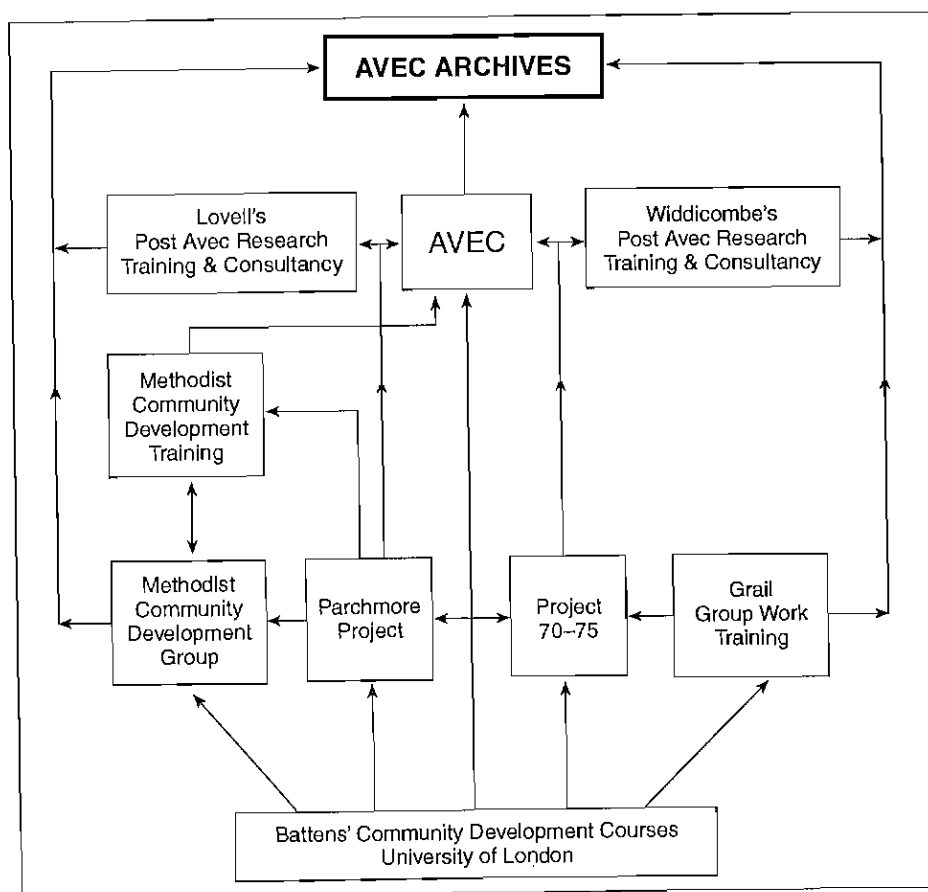 AVEC ARCHIVES
Lovell's
Post Avec Research
Training & Consultancy
AVEC
Widdicombe's
Post Avec Research
Training & Consultancy
Methodist
Community
Development
Training
Methodist
Community
Development
Group
Parchmore
Project
Project
70–75
Grail
Group Work
Training
Battens' Community Development Courses
University of London